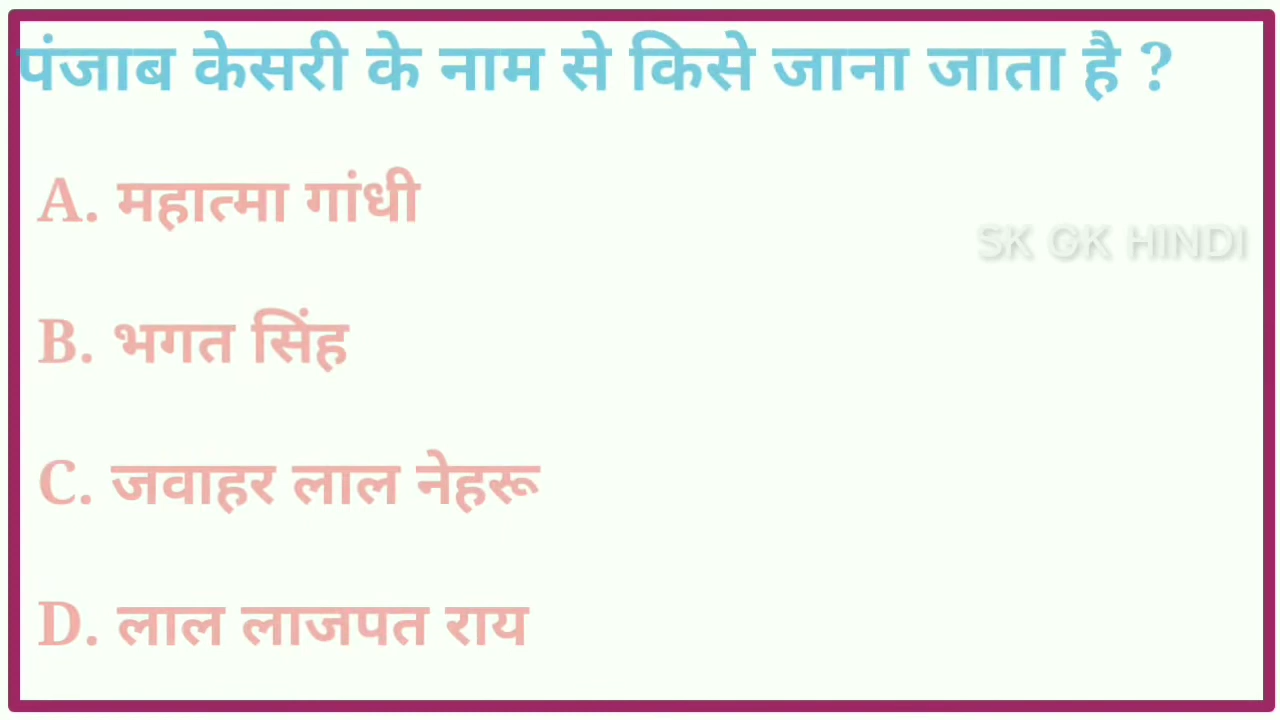 पंजाब केसरी के नाम से किसे जाना जाता है ?
A. महात्मा गांधी
SK GK HINDI
B. भगत सिंह
C. जवाहर लाल नेहरू
D. लाल लाजपत राय